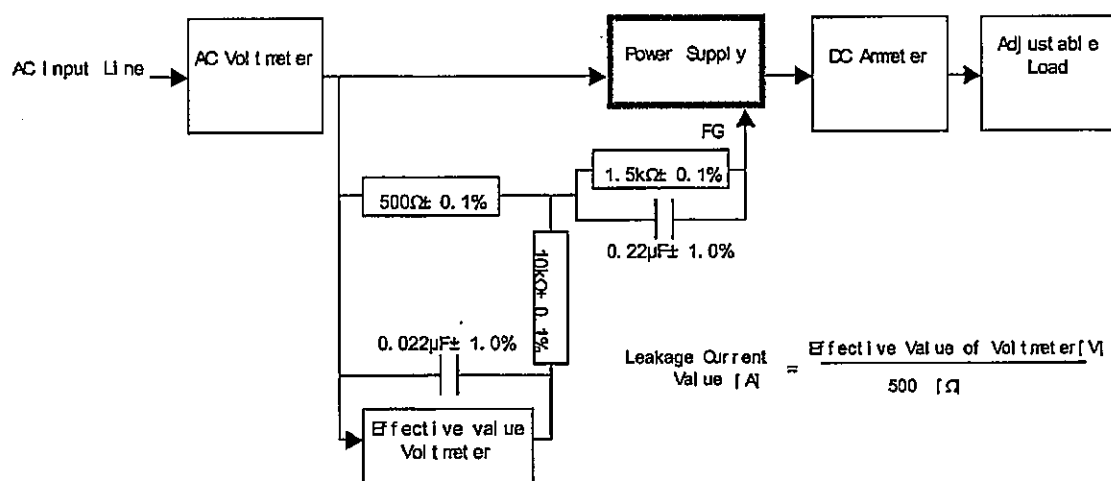 AC Input Line
AC Voltmeter
Power Supply
DC Ammeter
Adjustable
Load
FG
500Ω± 0.1%
1.5kΩ± 0.1%
0.22µF± 1.0%
10kΩ± 0.1%
0.022µF± 1.0%
Effective value
Voltmeter
Leakage Current
Value [A]
=
Effective Value of Voltmeter[V]
500 [Ω]